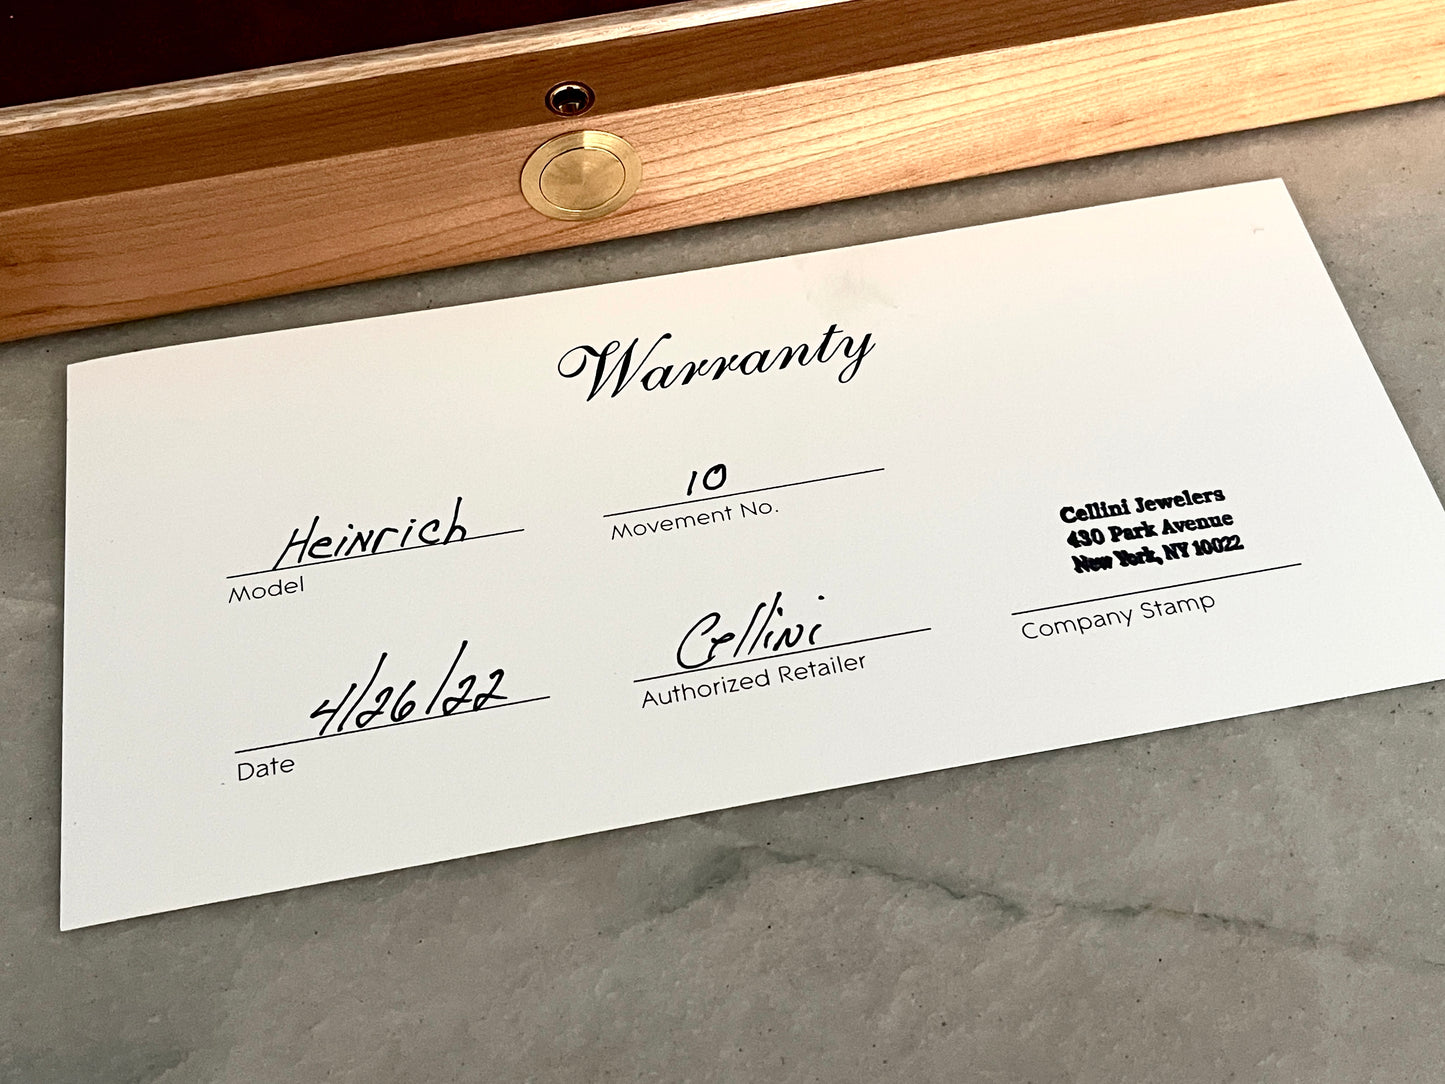 Warranty
Heinrich
Model
10
Movement No.
4/26/22
Date
Cellini
Authorized Retailer
Cellini Jewelers
430 Park Avenue
New York, NY 10022
Company Stamp